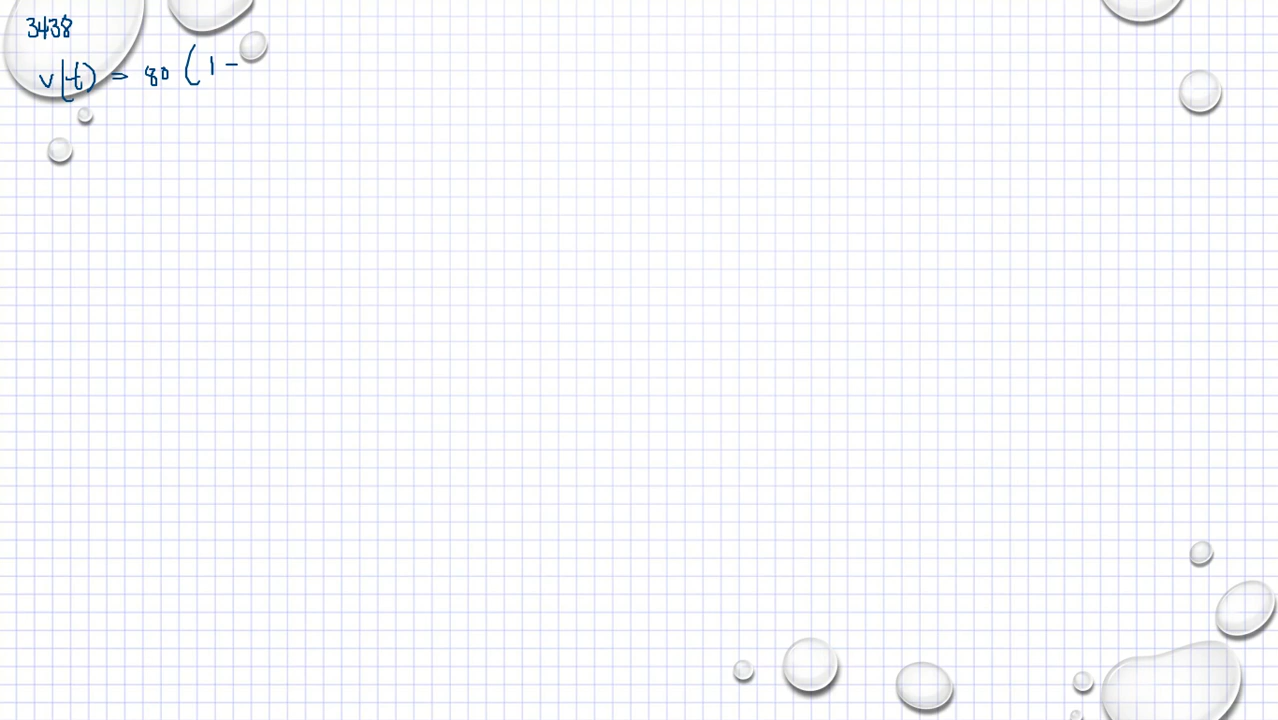 3438
v(t) = 80 (1 -